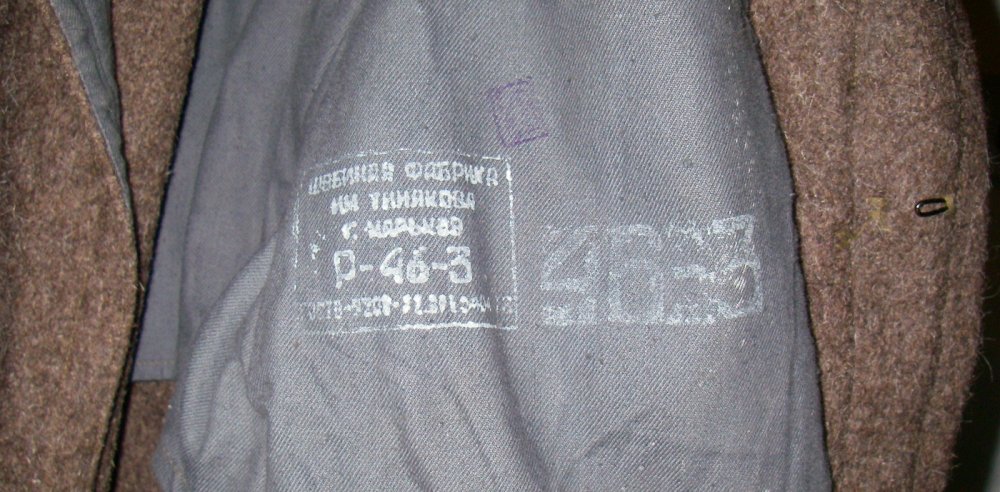 ШВЕЙНАЯ ФАБРИКА
ИМ ТИНЯКОВА
Г. ХАРЬКОВ
Р-46-3
46-3